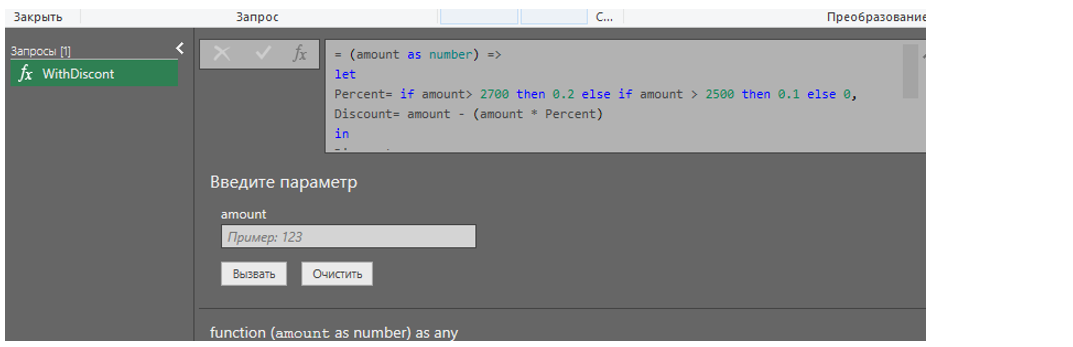 Закрыть Запрос С... Преобразование
Запросы [1]
fx WithDiscont
fx
= (amount as number) =>
let
Percent= if amount> 2700 then 0.2 else if amount > 2500 then 0.1 else 0,
Discount= amount - (amount * Percent)
in
Введите параметр
amount
Пример: 123
Вызвать Очистить
function (amount as number) as any